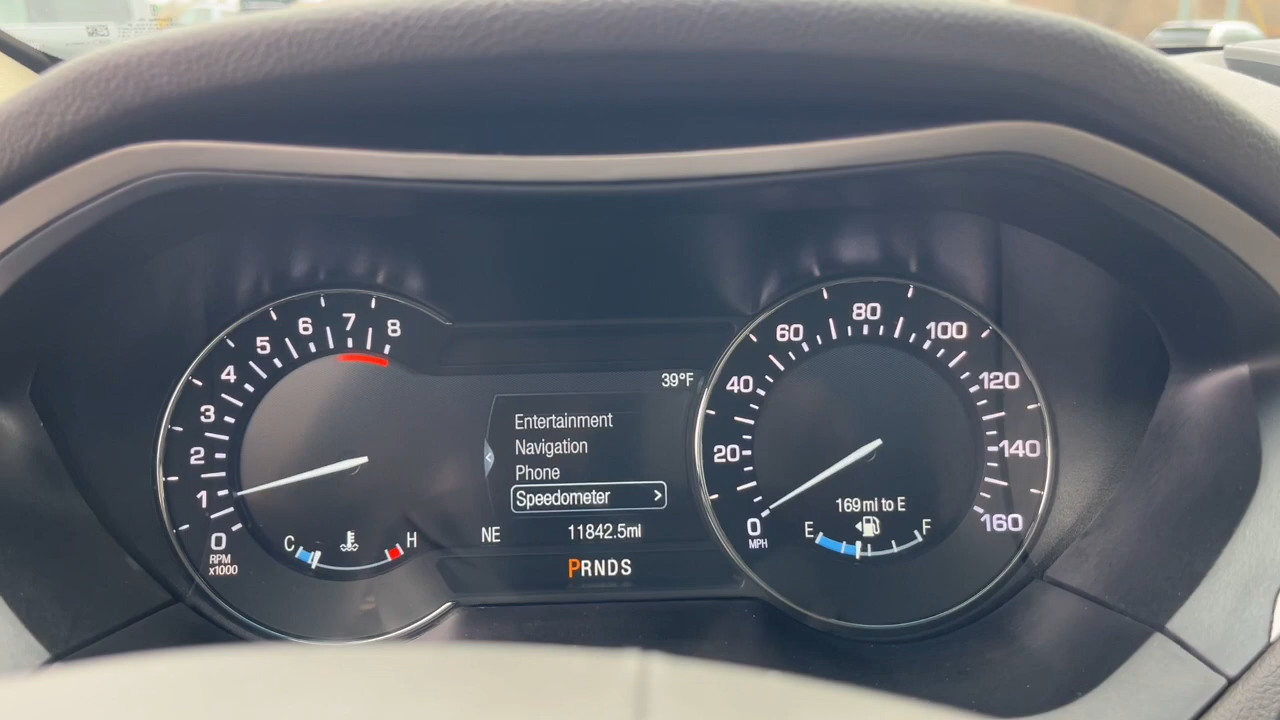 8
7
6
5
4
3
2
1
0
RPM
x1000
C
H
39°F
Entertainment
Navigation
Phone
Speedometer >
NE 11842.5mi
PRNDS
0
20
40
60
80
100
120
140
160
MPH
169 mi to E
E
F